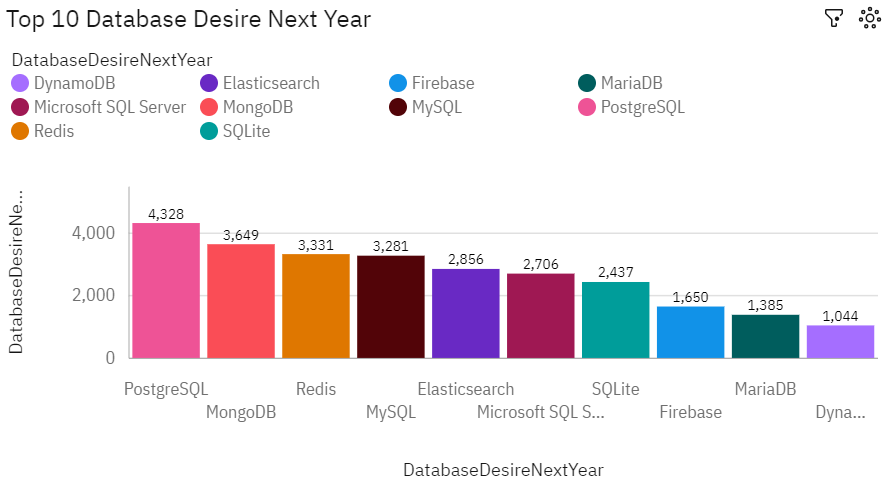 Top 10 Database Desire Next Year
DatabaseDesireNextYear
DynamoDB Elasticsearch Firebase MariaDB
Microsoft SQL Server MongoDB MySQL PostgreSQL
Redis SQLite
DatabaseDesireNe...
4,000
2,000
0
4,328
3,649
3,331
3,281
2,856
2,706
2,437
1,650
1,385
1,044
PostgreSQL Redis Elasticsearch SQLite MariaDB
MongoDB MySQL Microsoft SQL S... Firebase Dyna...
DatabaseDesireNextYear